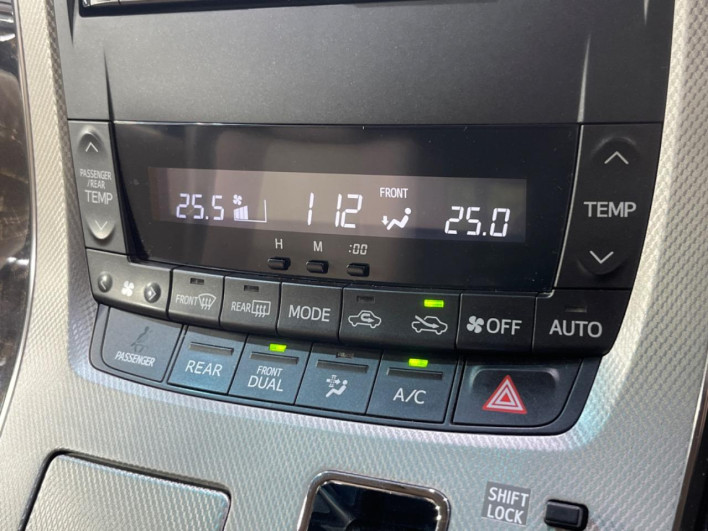 PASSENGER
/REAR
TEMP
25.5
1 12
FRONT
25.0
TEMP
H M :00
FRONT
REAR
MODE
OFF
AUTO
PASSENGER
REAR
FRONT
DUAL
A/C
SHIFT
LOCK